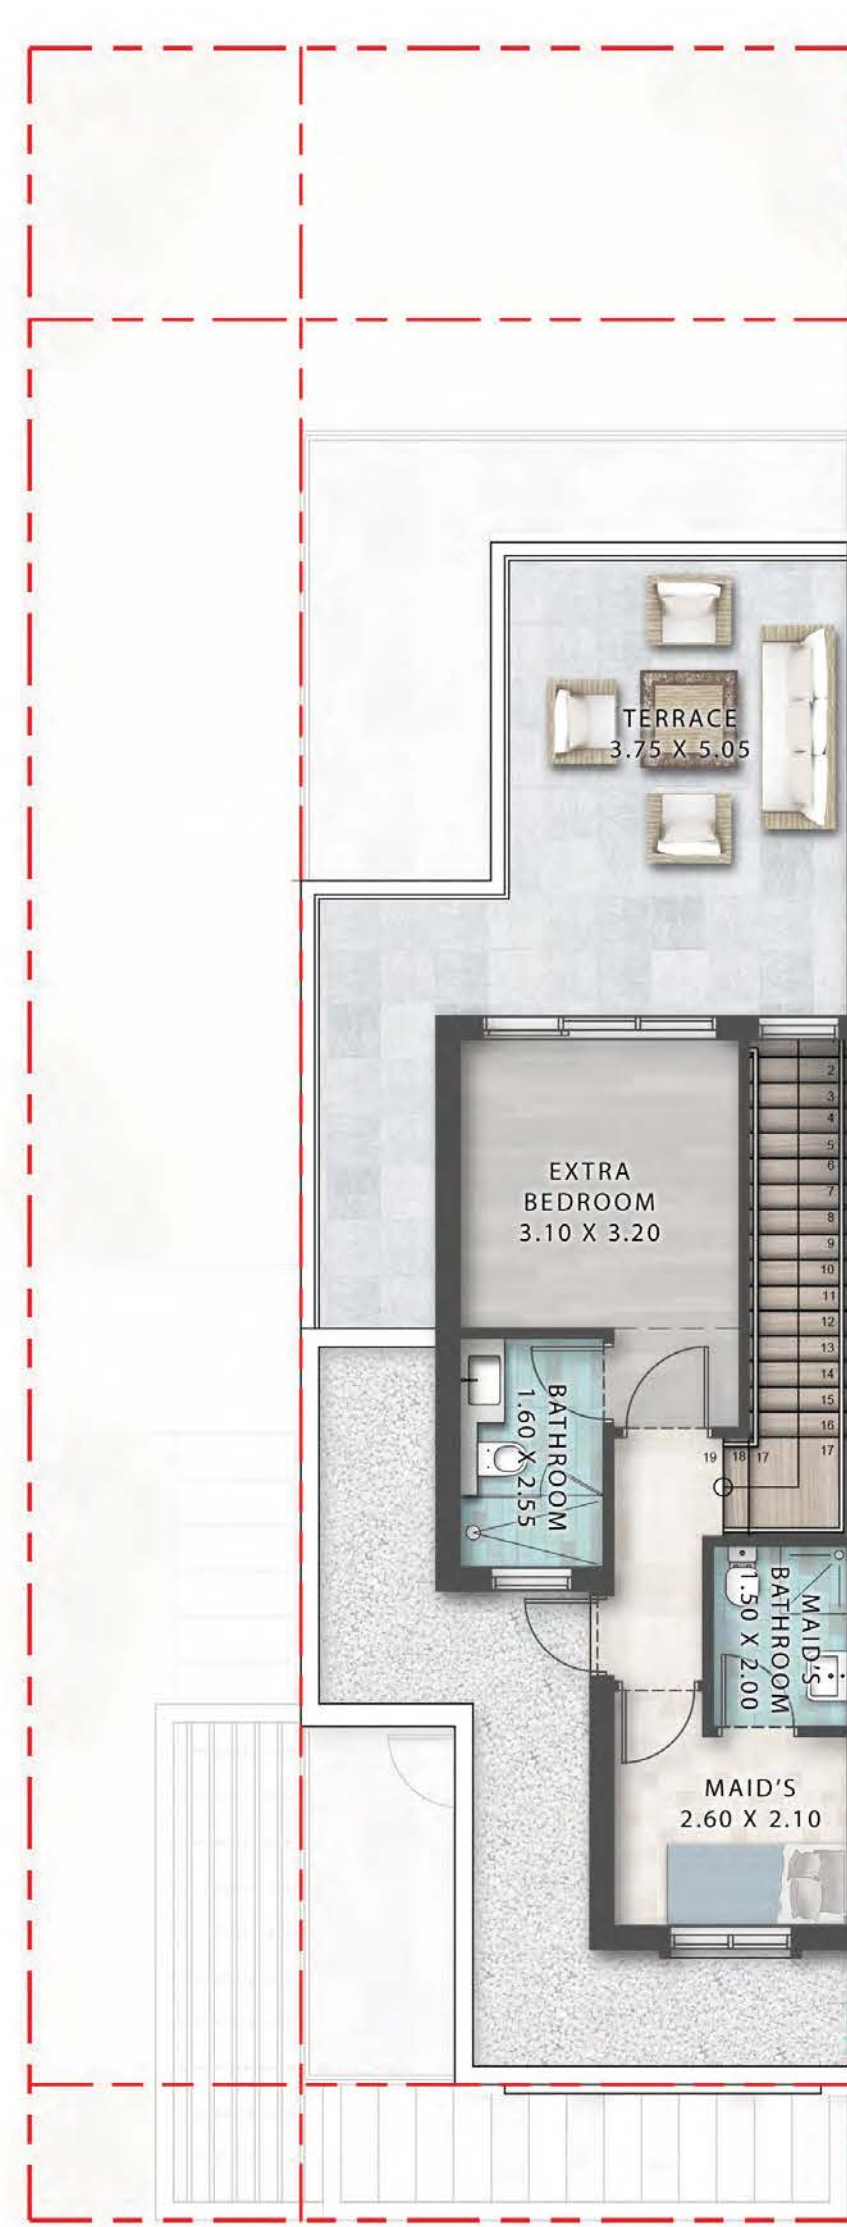 TERRACE
3.75 X 5.05
2
3
4
5
6
7
8
9
10
11
12
13
14
15
16
17
19 18 17
EXTRA
BEDROOM
3.10 X 3.20
BATHROOM
1.60 X 2.55
MAID'S
BATHROOM
1.50 X 2.00
MAID'S
2.60 X 2.10